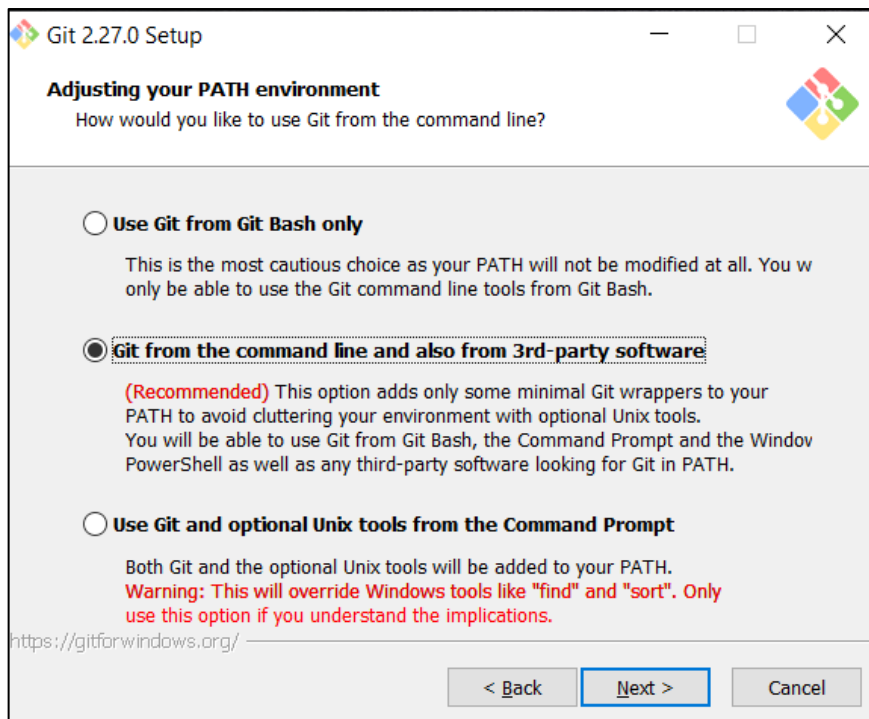 Git 2.27.0 Setup
Adjusting your PATH environment
How would you like to use Git from the command line?
Use Git from Git Bash only
This is the most cautious choice as your PATH will not be modified at all. You w
only be able to use the Git command line tools from Git Bash.
Git from the command line and also from 3rd-party software
(Recommended) This option adds only some minimal Git wrappers to your
PATH to avoid cluttering your environment with optional Unix tools.
You will be able to use Git from Git Bash, the Command Prompt and the Window
PowerShell as well as any third-party software looking for Git in PATH.
Use Git and optional Unix tools from the Command Prompt
Both Git and the optional Unix tools will be added to your PATH.
Warning: This will override Windows tools like "find" and "sort". Only
use this option if you understand the implications.
https://gitforwindows.org/
< Back Next > Cancel